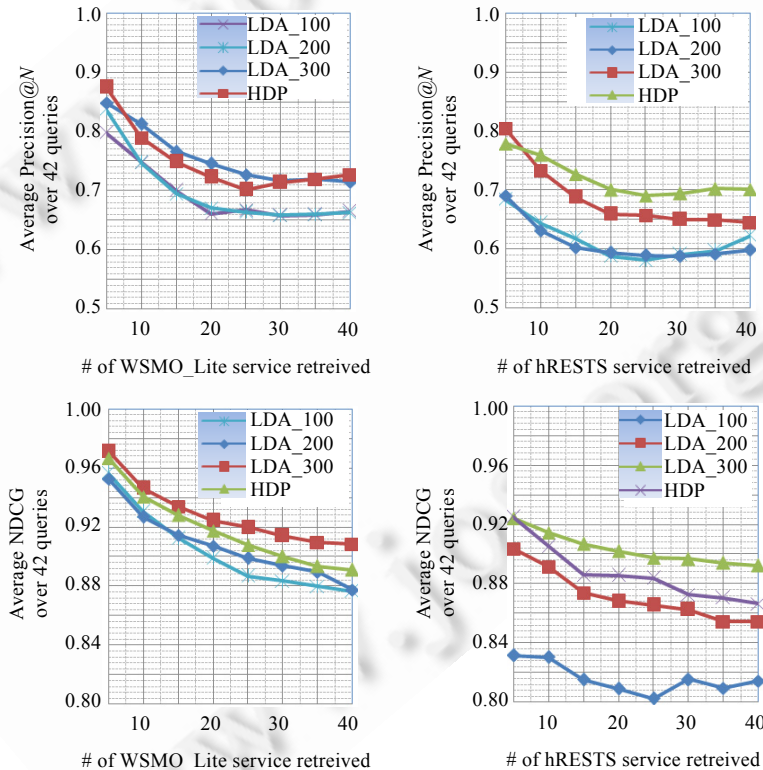 Average Precision@N
over 42 queries
1.0
0.9
0.8
0.7
0.6
0.5
LDA_100
LDA_200
LDA_300
HDP
10
20
30
40
# of WSMO_Lite service retreived
Average Precision@N
over 42 queries
1.0
0.9
0.8
0.7
0.6
0.5
LDA_100
LDA_200
LDA_300
HDP
10
20
30
40
# of hRESTS service retreived
Average NDCG
over 42 queries
1.00
0.96
0.92
0.88
0.84
0.80
LDA_100
LDA_200
LDA_300
HDP
10
20
30
40
# of WSMO_Lite service retreived
Average NDCG
over 42 queries
1.00
0.96
0.92
0.88
0.84
0.80
LDA_100
LDA_200
LDA_300
HDP
10
20
30
40
# of hRESTS service retreived